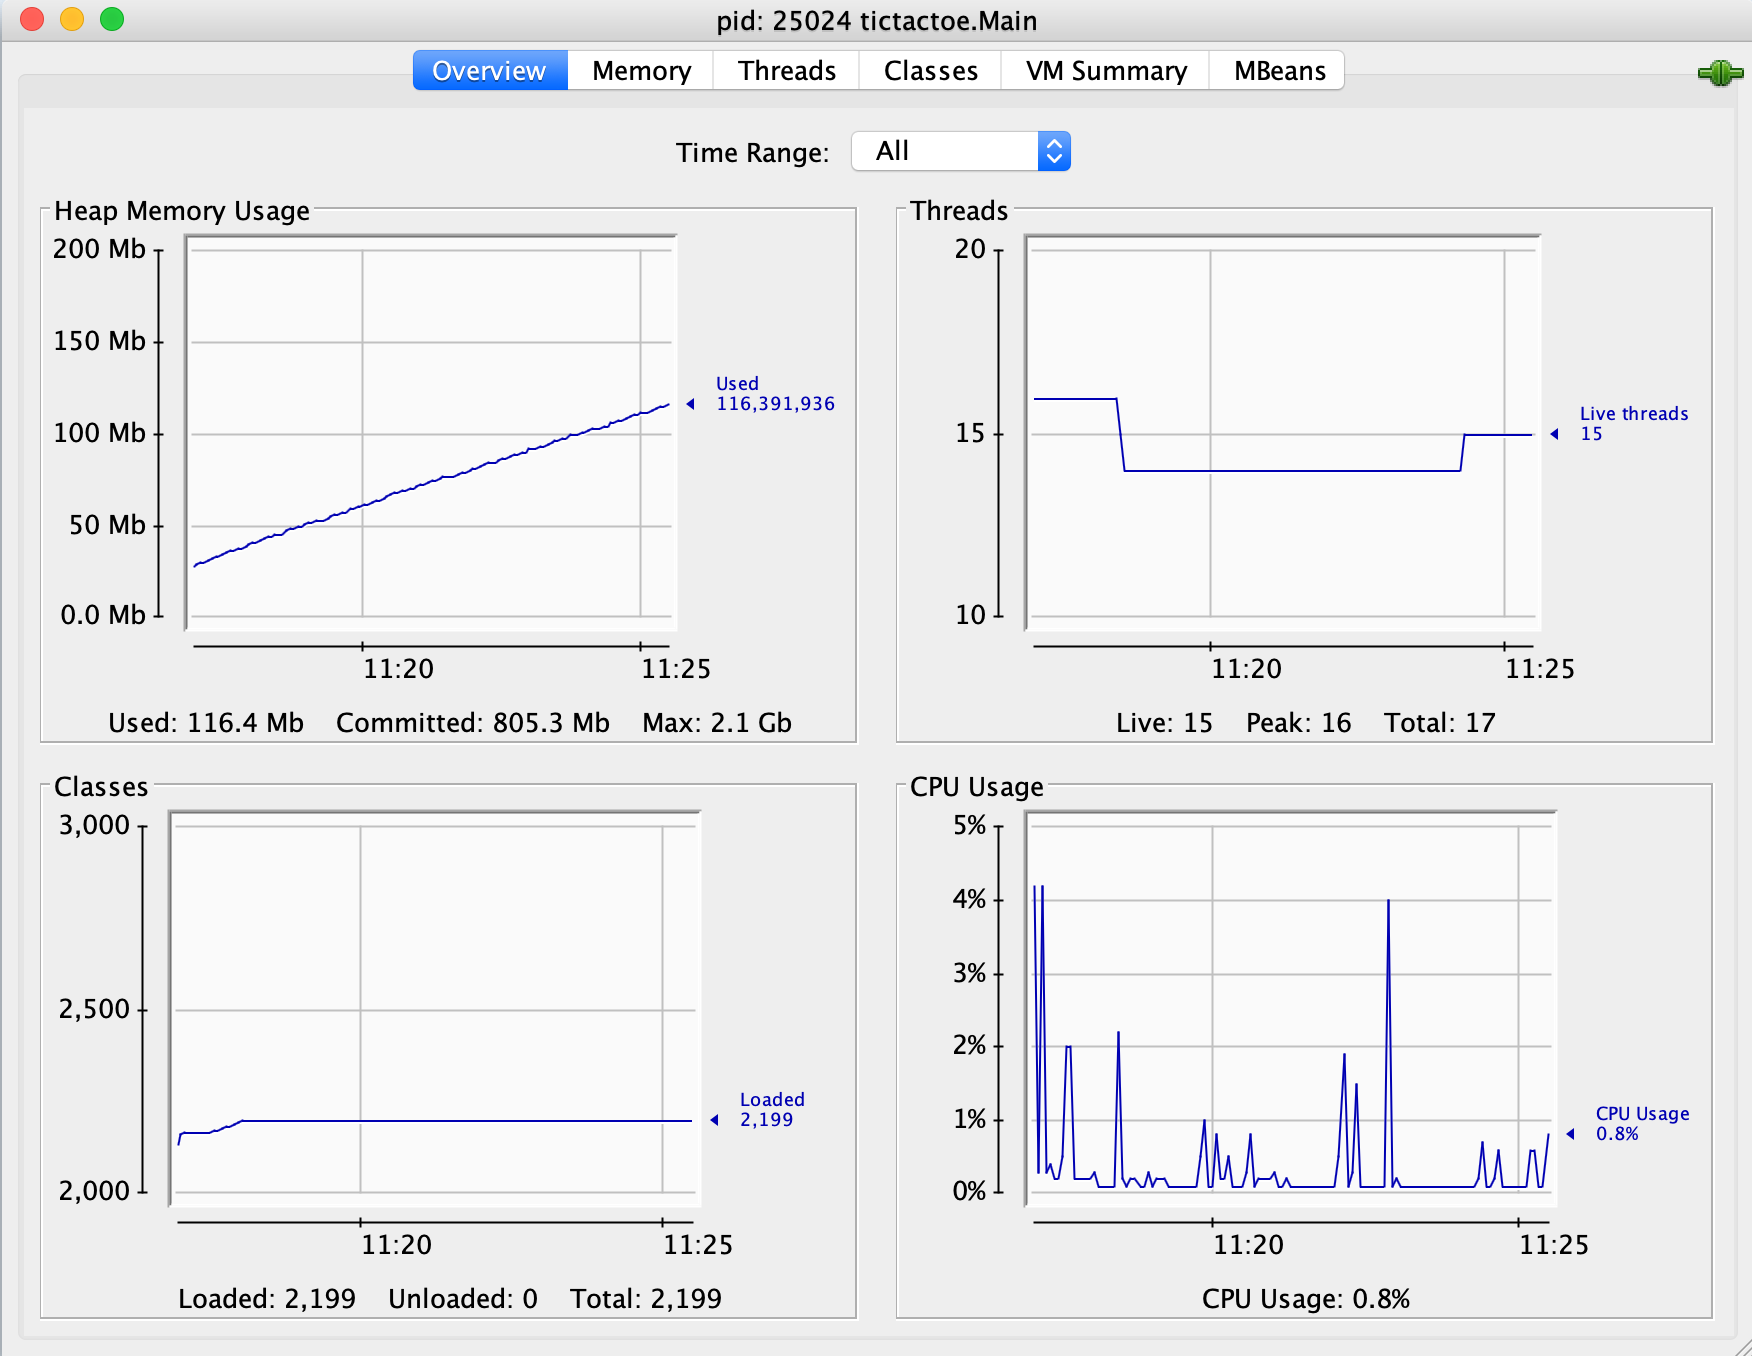 pid: 25024 tictactoe.Main
Overview Memory Threads Classes VM Summary MBeans
Time Range: All
Heap Memory Usage
200 Mb
150 Mb
100 Mb
50 Mb
0.0 Mb
Used
116,391,936
11:20 11:25
Used: 116.4 Mb Committed: 805.3 Mb Max: 2.1 Gb
Threads
20
15
10
Live threads
15
11:20 11:25
Live: 15 Peak: 16 Total: 17
Classes
3,000
2,500
2,000
Loaded
2,199
11:20 11:25
Loaded: 2,199 Unloaded: 0 Total: 2,199
CPU Usage
5%
4%
3%
2%
1%
0%
CPU Usage
0.8%
11:20 11:25
CPU Usage: 0.8%